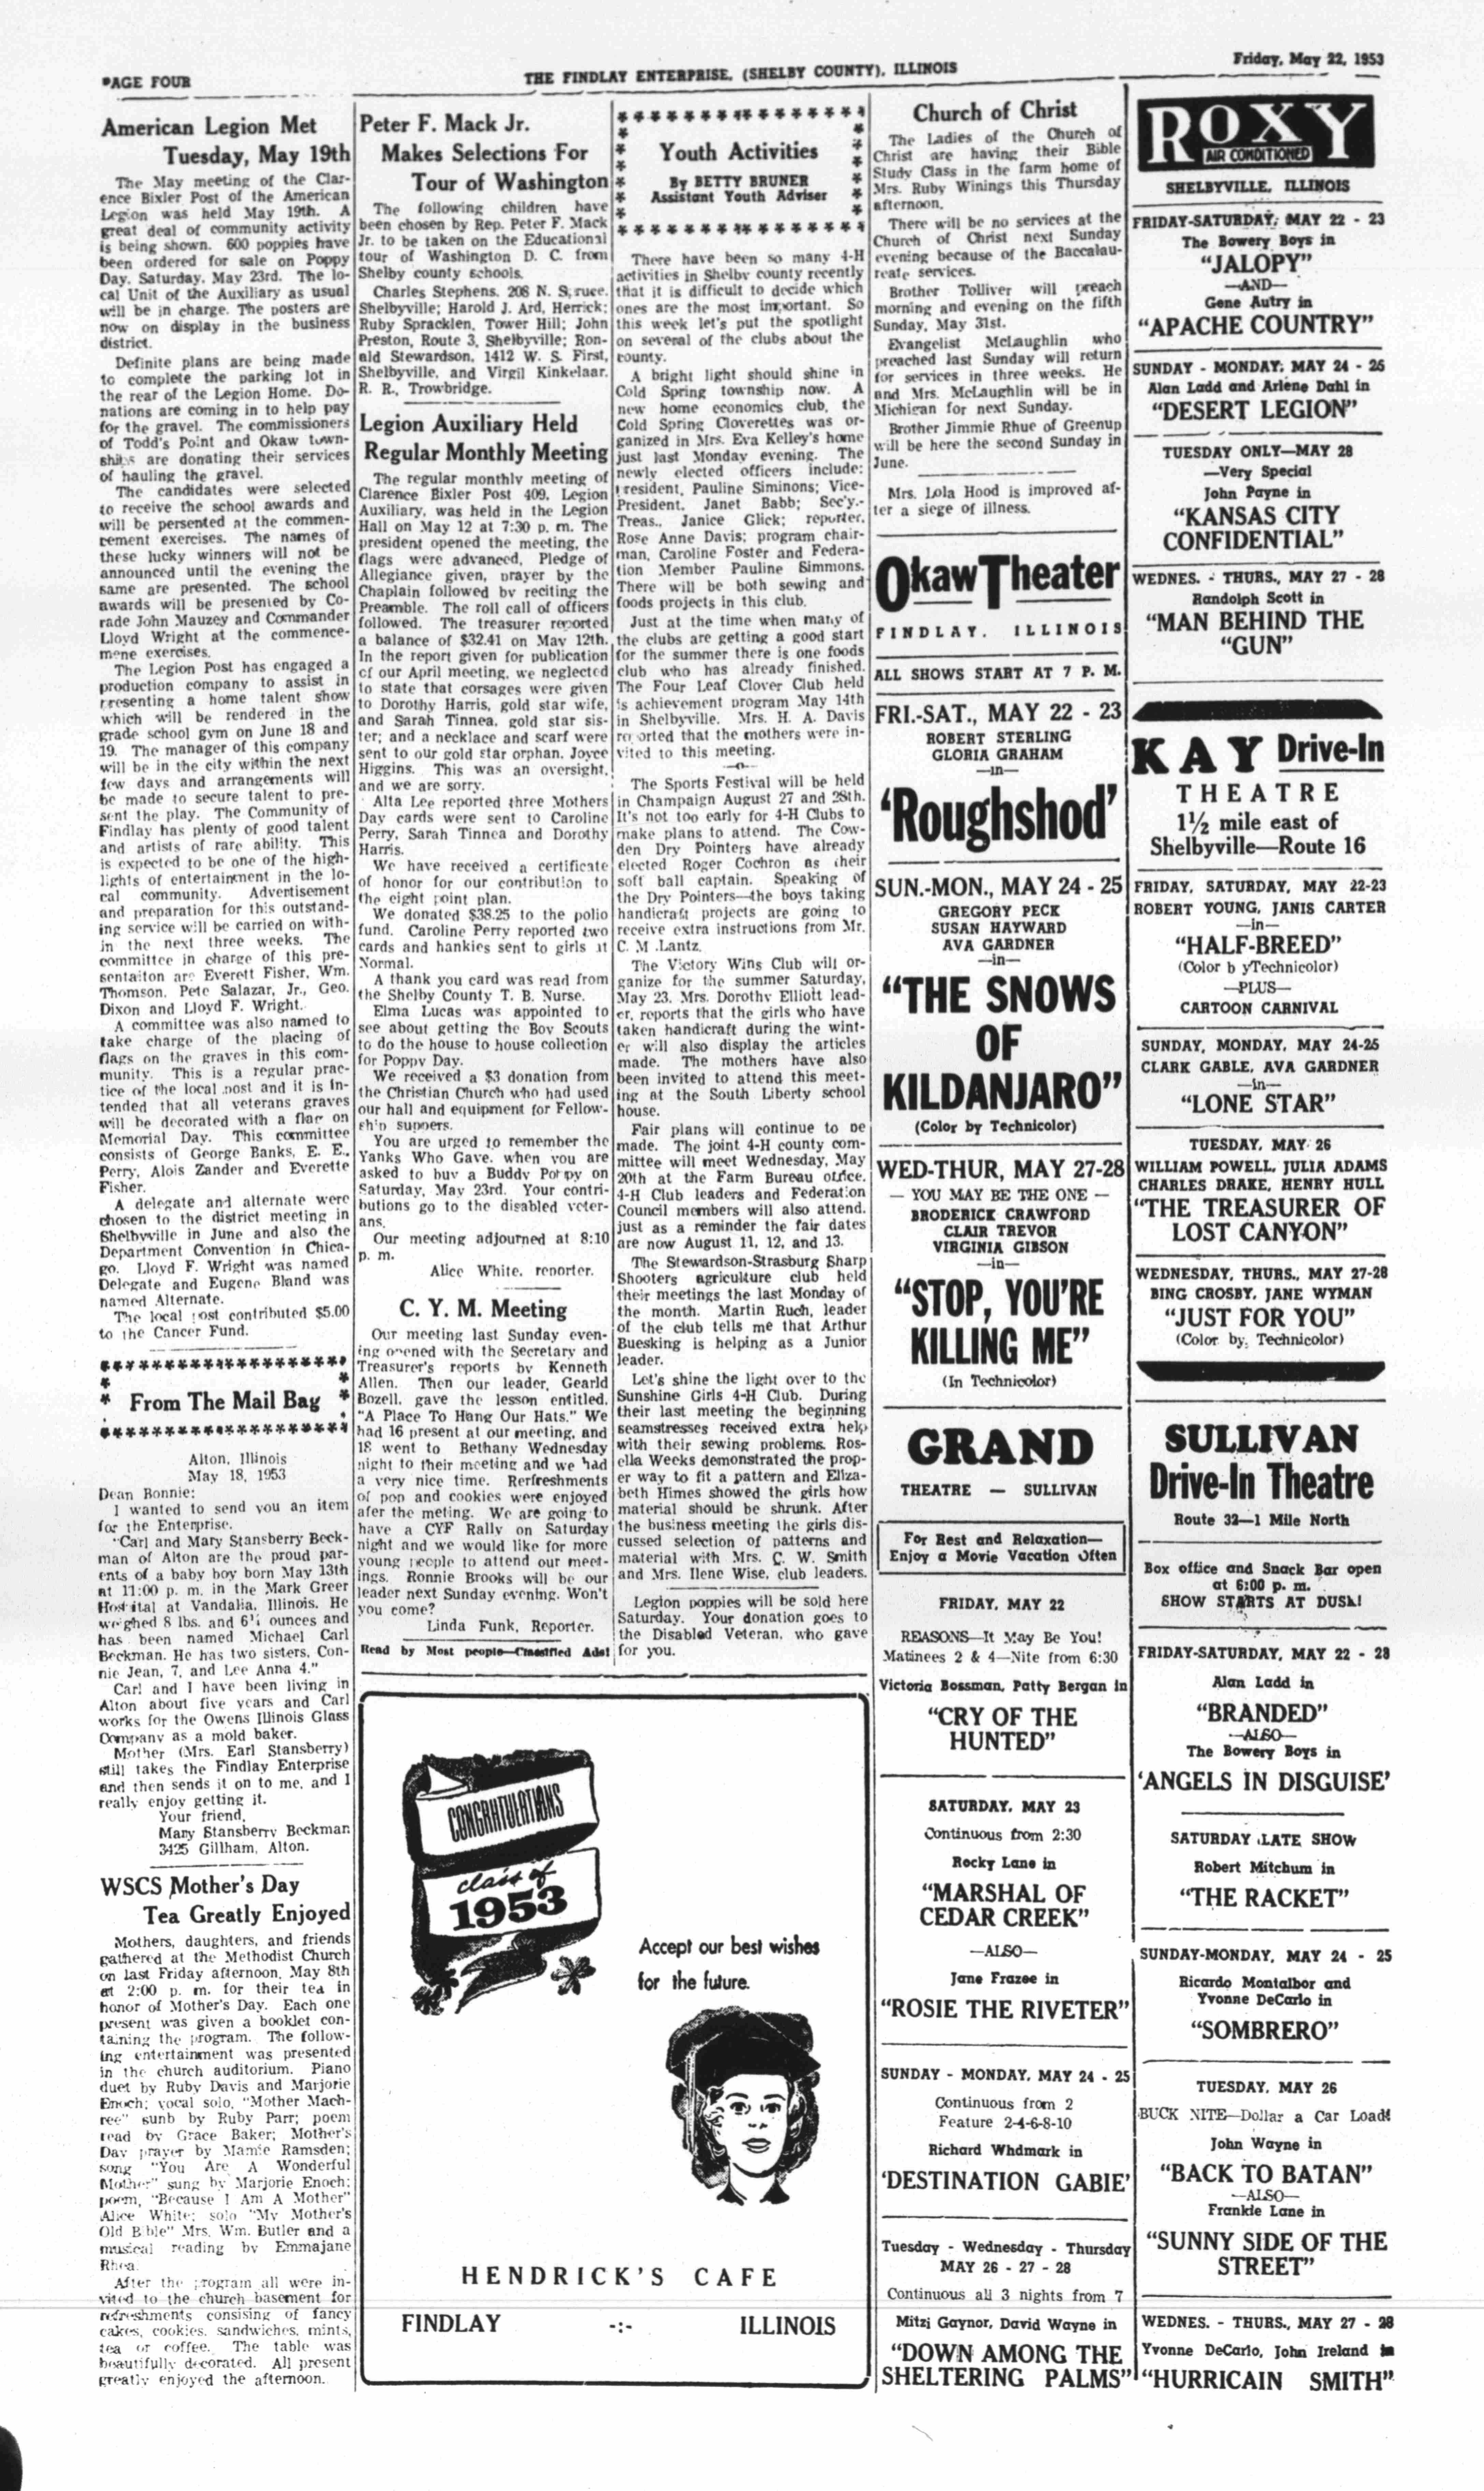 PAGE FOUR
THE FINDLAY ENTERPRISE, (SHELBY COUNTY), ILLINOIS
Friday, May 22, 1953
American Legion Met
Tuesday, May 19th
The May meeting of the Clar-
ence Bixler Post of the American
Legion was held May 19th. A
great deal of community activity
is being shown. 600 poppies have
been ordered for sale on Poppy
Day, Saturday, May 23rd. The lo-
cal Unit of the Auxiliary as usual
will be in charge. The posters are
now on display in the business
district.
Definite plans are being made
to complete the parking lot in
the rear of the Legion Home. Do-
nations are coming in to help pay
for the gravel. The commissioners
of Todd's Point and Okaw town-
ships are donating their services
of hauling the gravel.
The candidates were selected
to receive the school awards and
will be persented at the commen-
cement exercises. The names of
these lucky winners will not be
announced until the evening the
same are presented. The school
awards will be presented by Co-
rade John Mauzey and Commander
Lloyd Wright at the commence-
mene exercises.
The Legion Post has engaged a
production company to assist in
presenting a home talent show
which will be rendered in the
grade school gym on June 18 and
19. The manager of this company
will be in the city within the next
few days and arrangements will
be made to secure talent to pre-
sent the play. The Community of
Findlay has plenty of good talent
and artists of rare ability. This
is expected to be one of the high-
lights of entertainment in the lo-
cal community. Advertisement
and preparation for this outstand-
ing service will be carried on with-
in the next three weeks. The
committee in charge of this pre-
sentaiton are Everett Fisher, Wm.
Thomson, Pete Salazar, Jr., Geo.
Dixon and Lloyd F. Wright.
A committee was also named to
take charge of the placing of
flags on the graves in this com-
munity. This is a regular prac-
tice of the local post and it is in-
tended that all veterans graves
will be decorated with a flag on
Memorial Day. This committee
consists of George Banks, E. E.
Perry, Alois Zander and Everette
Fisher.
A delegate and alternate were
chosen to the district meeting in
Shelbyville in June and also the
Department Convention in Chica-
go. Lloyd F. Wright was named
Delegate and Eugene Bland was
named Alternate.
The local post contributed $5.00
to the Cancer Fund.
* From The Mail Bag *
Alton, Illinois
May 18, 1953
Dean Bonnie:
I wanted to send you an item
for the Enterprise.
"Carl and Mary Stansberry Beck-
man of Alton are the proud par-
ents of a baby boy born May 13th
at 11:00 p. m. in the Mark Greer
Hospital at Vandalia, Illinois. He
weighed 8 lbs. and 6¼ ounces and
has been named Michael Carl
Beckman. He has two sisters, Con-
nie Jean, 7, and Lee Anna 4."
Carl and I have been living in
Alton about five years and Carl
works for the Owens Illinois Glass
Company as a mold baker.
Mother (Mrs. Earl Stansberry)
still takes the Findlay Enterprise
and then sends it on to me, and I
really enjoy getting it.
Your friend,
Mary Stansberry Beckman
3425 Gillham, Alton.
WSCS Mother's Day
Tea Greatly Enjoyed
Mothers, daughters, and friends
gathered at the Methodist Church
on last Friday afternoon, May 8th
at 2:00 p. m. for their tea in
honor of Mother's Day. Each one
present was given a booklet con-
taining the program. The follow-
ing entertainment was presented
in the church auditorium. Piano
duet by Ruby Davis and Marjorie
Enoch; vocal solo, "Mother Mach-
ree" sunb by Ruby Parr; poem
read by Grace Baker; Mother's
Day prayer by Mamie Ramsden;
song "You Are A Wonderful
Mother" sung by Marjorie Enoch;
poem, "Because I Am A Mother"
Alice White; solo "My Mother's
Old Bible" Mrs. Wm. Butler and a
musical reading by Emmajane
Rhea.
After the program all were in-
vited to the church basement for
refreshments consising of fancy
cakes, cookies, sandwiches, mints,
tea or coffee. The table was
beautifully decorated. All present
greatly enjoyed the afternoon.
Peter F. Mack Jr.
Makes Selections For
Tour of Washington
The following children have
been chosen by Rep. Peter F. Mack
Jr. to be taken on the Educational
tour of Washington D. C. from
Shelby county schools.
Charles Stephens, 208 N. Spruce,
Shelbyville; Harold J. Ard, Herrick;
Ruby Spracklen, Tower Hill; John
Preston, Route 3, Shelbyville; Ron-
ald Stewardson, 1412 W. S. First,
Shelbyville, and Virgil Kinkelaar,
R. R., Trowbridge.
Legion Auxiliary Held
Regular Monthly Meeting
The regular monthly meeting of
Clarence Bixler Post 409, Legion
Auxiliary, was held in the Legion
Hall on May 12 at 7:30 p. m. The
president opened the meeting, the
flags were advanced, Pledge of
Allegiance given, prayer by the
Chaplain followed by reciting the
Preamble. The roll call of officers
followed. The treasurer reported
a balance of $32.41 on May 12th.
In the report given for publication
of our April meeting, we neglected
to state that corsages were given
to Dorothy Harris, gold star wife,
and Sarah Tinnea, gold star sis-
ter; and a necklace and scarf were
sent to our gold star orphan, Joyce
Higgins. This was an oversight,
and we are sorry.
Alta Lee reported three Mothers
Day cards were sent to Caroline
Perry, Sarah Tinnea and Dorothy
Harris.
We have received a certificate
of honor for our contribution to
the eight point plan.
We donated $38.25 to the polio
fund. Caroline Perry reported two
cards and hankies sent to girls at
Normal.
A thank you card was read from
the Shelby County T. B. Nurse.
Elma Lucas was appointed to
see about getting the Boy Scouts
to do the house to house collection
for Poppy Day.
We received a $3 donation from
the Christian Church who had used
our hall and equipment for Fellow-
ship suppers.
You are urged to remember the
Yanks Who Gave, when you are
asked to buy a Buddy Poppy on
Saturday, May 23rd. Your contri-
butions go to the disabled veter-
ans.
Our meeting adjourned at 8:10
p. m.
Alice White, reporter.
C. Y. M. Meeting
Our meeting last Sunday even-
ing opened with the Secretary and
Treasurer's reports by Kenneth
Allen. Then our leader, Gearld
Bozell, gave the lesson entitled,
"A Place To Hang Our Hats." We
had 16 present at our meeting, and
18 went to Bethany Wednesday
night to their meeting and we had
a very nice time. Rerfreshments
of pop and cookies were enjoyed
afer the meting. We are going to
have a CYF Rally on Saturday
night and we would like for more
young people to attend our meet-
ings. Ronnie Brooks will be our
leader next Sunday evening. Won't
you come?
Linda Funk, Reporter.
Read by Most people—Classified Ads!
CONGRATULATIONS
class of
1953
Accept our best wishes
for the future.
HENDRICK'S CAFE
FINDLAY -:- ILLINOIS
Youth Activities
By BETTY BRUNER
Assistant Youth Adviser
There have been so many 4-H
activities in Shelby county recently
that it is difficult to decide which
ones are the most important. So
this week let's put the spotlight
on several of the clubs about the
county.
A bright light should shine in
Cold Spring township now. A
new home economics club, the
Cold Spring Cloverettes was or-
ganized in Mrs. Eva Kelley's home
just last Monday evening. The
newly elected officers include:
president, Pauline Siminons; Vice-
President, Janet Babb; Sec'y.-
Treas., Janice Glick; reporter,
Rose Anne Davis; program chair-
man, Caroline Foster and Federa-
tion Member Pauline Simmons.
There will be both sewing and
foods projects in this club.
Just at the time when many of
the clubs are getting a good start
for the summer there is one foods
club who has already finished.
The Four Leaf Clover Club held
is achievement program May 14th
in Shelbyville. Mrs. H. A. Davis
reported that the mothers were in-
vited to this meeting.
—o—
The Sports Festival will be held
in Champaign August 27 and 28th.
It's not too early for 4-H Clubs to
make plans to attend. The Cow-
den Dry Pointers have already
elected Roger Cochron as their
soft ball captain. Speaking of
the Dry Pointers—the boys taking
handicraft projects are going to
receive extra instructions from Mr.
C. M .Lantz.
The Victory Wins Club will or-
ganize for the summer Saturday,
May 23. Mrs. Dorothy Elliott lead-
er, reports that the girls who have
taken handicraft during the wint-
er will also display the articles
made. The mothers have also
been invited to attend this meet-
ing at the South Liberty school
house.
Fair plans will continue to be
made. The joint 4-H county com-
mittee will meet Wednesday, May
20th at the Farm Bureau office.
4-H Club leaders and Federation
Council members will also attend.
just as a reminder the fair dates
are now August 11, 12, and 13.
The Stewardson-Strasburg Sharp
Shooters agriculture club held
their meetings the last Monday of
the month. Martin Ruch, leader
of the club tells me that Arthur
Buesking is helping as a Junior
leader.
Let's shine the light over to the
Sunshine Girls 4-H Club. During
their last meeting the beginning
seamstresses received extra help
with their sewing problems. Ros-
ella Weeks demonstrated the prop-
er way to fit a pattern and Eliza-
beth Himes showed the girls how
material should be shrunk. After
the business meeting the girls dis-
cussed selection of patterns and
material with Mrs. C. W. Smith
and Mrs. Ilene Wise, club leaders.
Legion poppies will be sold here
Saturday. Your donation goes to
the Disabled Veteran, who gave
for you.
Church of Christ
The Ladies of the Church of
Christ are having their Bible
Study Class in the farm home of
Mrs. Ruby Winings this Thursday
afternoon.
There will be no services at the
Church of Christ next Sunday
evening because of the Baccalau-
reate services.
Brother Tolliver will preach
morning and evening on the fifth
Sunday, May 31st.
Evangelist McLaughlin who
preached last Sunday will return
for services in three weeks. He
and Mrs. McLaughlin will be in
Michigan for next Sunday.
Brother Jimmie Rhue of Greenup
will be here the second Sunday in
June.
Mrs. Lola Hood is improved af-
ter a siege of illness.
Okaw Theater
FINDLAY, ILLINOIS
ALL SHOWS START AT 7 P. M.
FRI.-SAT., MAY 22 - 23
ROBERT STERLING
GLORIA GRAHAM
—in—
'Roughshod'
SUN.-MON., MAY 24 - 25
GREGORY PECK
SUSAN HAYWARD
AVA GARDNER
—in—
"THE SNOWS
OF
KILDANJARO"
(Color by Technicolor)
WED-THUR, MAY 27-28
— YOU MAY BE THE ONE —
BRODERICK CRAWFORD
CLAIR TREVOR
VIRGINIA GIBSON
—in—
"STOP, YOU'RE
KILLING ME"
(In Technicolor)
GRAND
THEATRE — SULLIVAN
For Rest and Relaxation—
Enjoy a Movie Vacation Often
FRIDAY, MAY 22
REASONS—It May Be You!
Matinees 2 & 4—Nite from 6:30
Victoria Bossman, Patty Bergan in
"CRY OF THE
HUNTED"
SATURDAY, MAY 23
Continuous from 2:30
Rocky Lane in
"MARSHAL OF
CEDAR CREEK"
—ALSO—
Jane Frazee in
"ROSIE THE RIVETER"
SUNDAY - MONDAY, MAY 24 - 25
Continuous from 2
Feature 2-4-6-8-10
Richard Whdmark in
'DESTINATION GABIE'
Tuesday - Wednesday - Thursday
MAY 26 - 27 - 28
Continuous all 3 nights from 7
Mitzi Gaynor, David Wayne in
"DOWN AMONG THE
SHELTERING PALMS"
ROXY
AIR CONDITIONED
SHELBYVILLE, ILLINOIS
FRIDAY-SATURDAY, MAY 22 - 23
The Bowery Boys in
"JALOPY"
—AND—
Gene Autry in
"APACHE COUNTRY"
SUNDAY - MONDAY, MAY 24 - 25
Alan Ladd and Arlene Dahl in
"DESERT LEGION"
TUESDAY ONLY—MAY 28
—Very Special
John Payne in
"KANSAS CITY
CONFIDENTIAL"
WEDNES. - THURS., MAY 27 - 28
Randolph Scott in
"MAN BEHIND THE
"GUN"
KAY Drive-In
THEATRE
1½ mile east of
Shelbyville—Route 16
FRIDAY, SATURDAY, MAY 22-23
ROBERT YOUNG, JANIS CARTER
—in—
"HALF-BREED"
(Color b yTechnicolor)
—PLUS—
CARTOON CARNIVAL
SUNDAY, MONDAY, MAY 24-25
CLARK GABLE, AVA GARDNER
—in—
"LONE STAR"
TUESDAY, MAY 26
WILLIAM POWELL, JULIA ADAMS
CHARLES DRAKE, HENRY HULL
"THE TREASURER OF
LOST CANYON"
WEDNESDAY, THURS., MAY 27-28
BING CROSBY, JANE WYMAN
"JUST FOR YOU"
(Color by, Technicolor)
SULLIVAN
Drive-In Theatre
Route 32—1 Mile North
Box office and Snack Bar open
at 6:00 p. m.
SHOW STARTS AT DUSK!
FRIDAY-SATURDAY, MAY 22 - 23
Alan Ladd in
"BRANDED"
—ALSO—
The Bowery Boys in
'ANGELS IN DISGUISE'
SATURDAY LATE SHOW
Robert Mitchum in
"THE RACKET"
SUNDAY-MONDAY, MAY 24 - 25
Ricardo Montalbor and
Yvonne DeCarlo in
"SOMBRERO"
TUESDAY, MAY 26
BUCK NITE—Dollar a Car Load!
John Wayne in
"BACK TO BATAN"
—ALSO—
Frankie Lane in
"SUNNY SIDE OF THE
STREET"
WEDNES. - THURS., MAY 27 - 28
Yvonne DeCarlo, John Ireland in
"HURRICAIN SMITH"